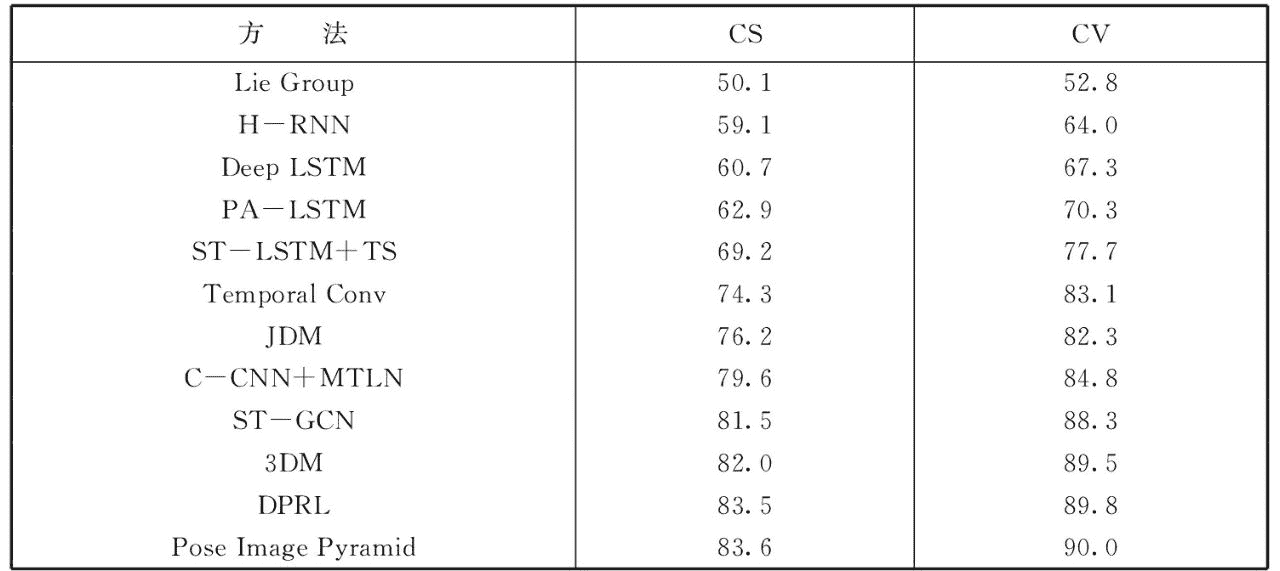 方 法 CS CV
Lie Group 50.1 52.8
H-RNN 59.1 64.0
Deep LSTM 60.7 67.3
PA-LSTM 62.9 70.3
ST-LSTM+TS 69.2 77.7
Temporal Conv 74.3 83.1
JDM 76.2 82.3
C-CNN+MTLN 79.6 84.8
ST-GCN 81.5 88.3
3DM 82.0 89.5
DPRL 83.5 89.8
Pose Image Pyramid 83.6 90.0